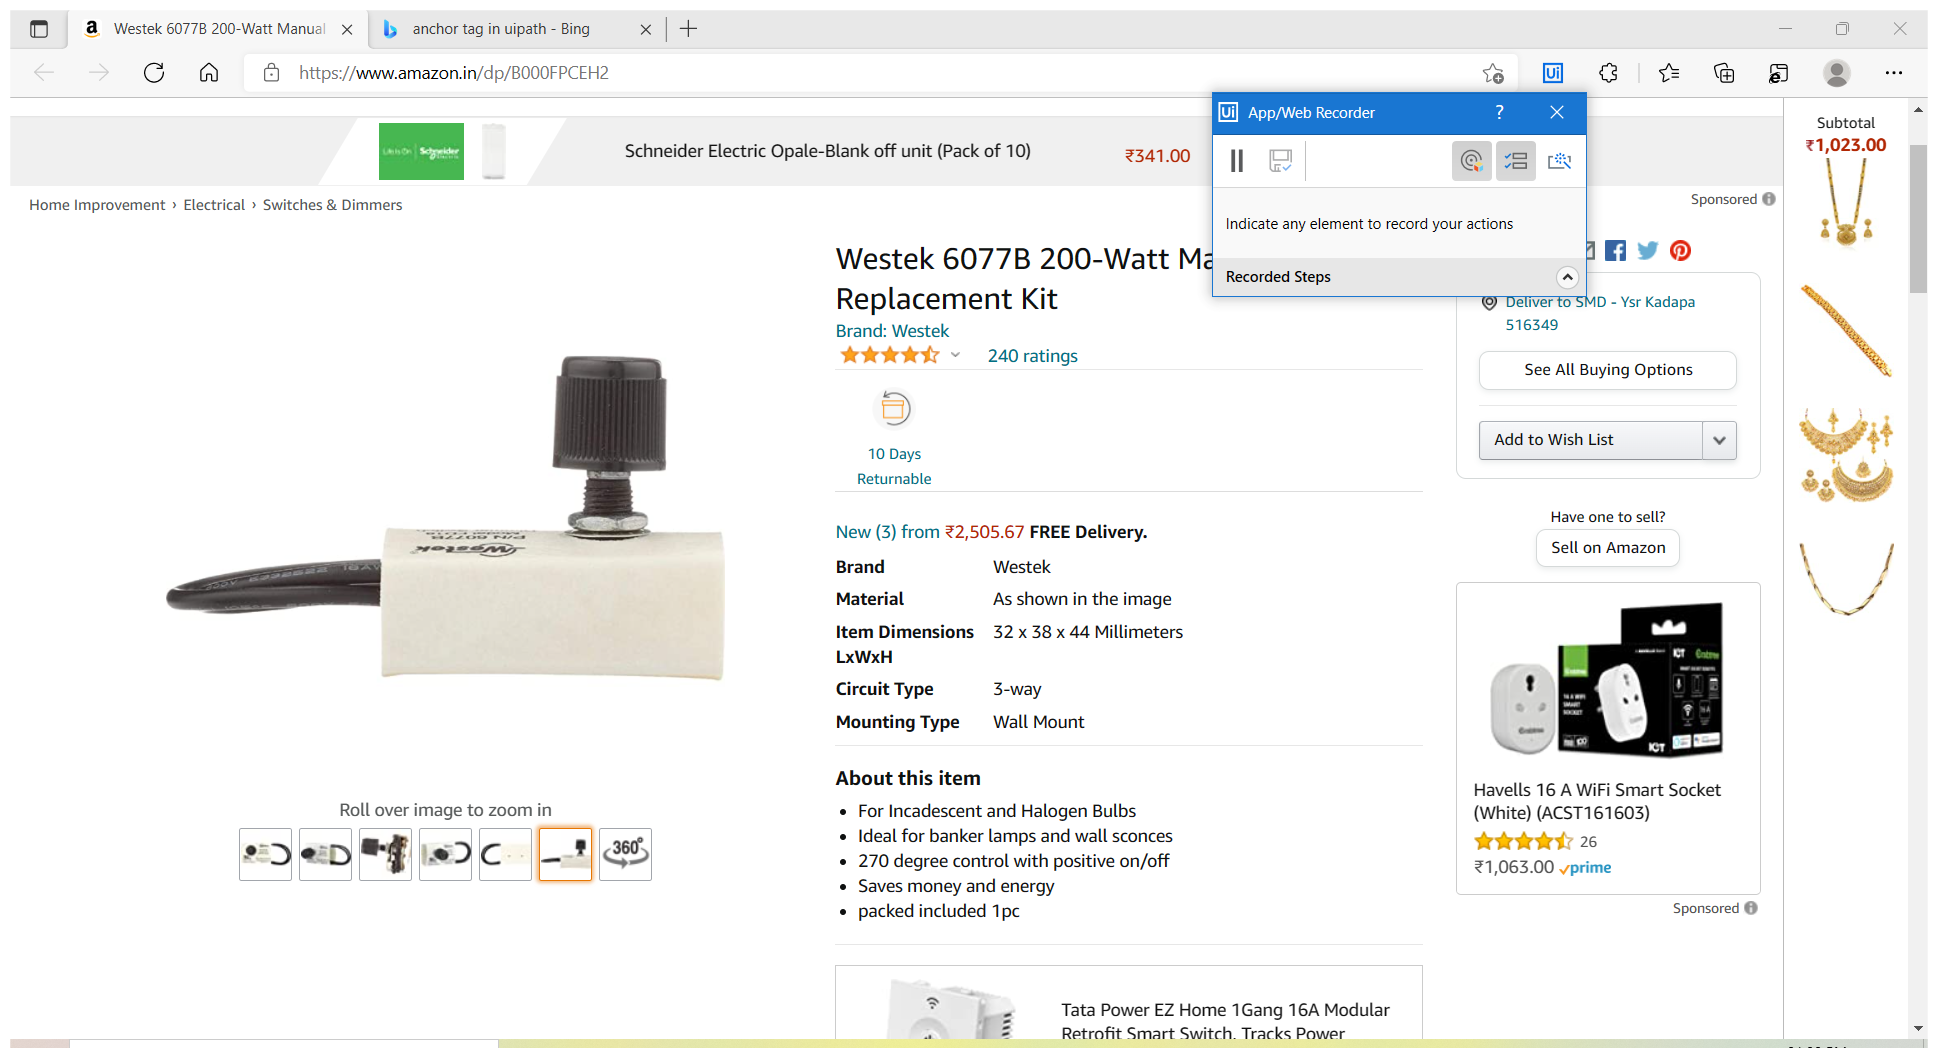 Westek 6077B 200-Watt Manual
anchor tag in uipath - Bing
https://www.amazon.in/dp/B000FPCEH2
Ui
Ui App/Web Recorder ?
Indicate any element to record your actions
Recorded Steps
Life Is On | Schneider
Schneider Electric Opale-Blank off unit (Pack of 10)
₹341.00
Subtotal
₹1,023.00
Home Improvement › Electrical › Switches & Dimmers
Sponsored
Westek 6077B 200-Watt Ma
Replacement Kit
Brand: Westek
240 ratings
10 Days
Returnable
New (3) from ₹2,505.67 FREE Delivery.
Brand Westek
Material As shown in the image
Item Dimensions 32 x 38 x 44 Millimeters
LxWxH
Circuit Type 3-way
Mounting Type Wall Mount
About this item
• For Incadescent and Halogen Bulbs
• Ideal for banker lamps and wall sconces
• 270 degree control with positive on/off
• Saves money and energy
• packed included 1pc
Tata Power EZ Home 1Gang 16A Modular
Retrofit Smart Switch, Tracks Power
P/N 6077B
Westek
Roll over image to zoom in
360°
Deliver to SMD - Ysr Kadapa
516349
See All Buying Options
Add to Wish List
Have one to sell?
Sell on Amazon
Havells 16 A WiFi Smart Socket
(White) (ACST161603)
26
₹1,063.00 prime
Sponsored